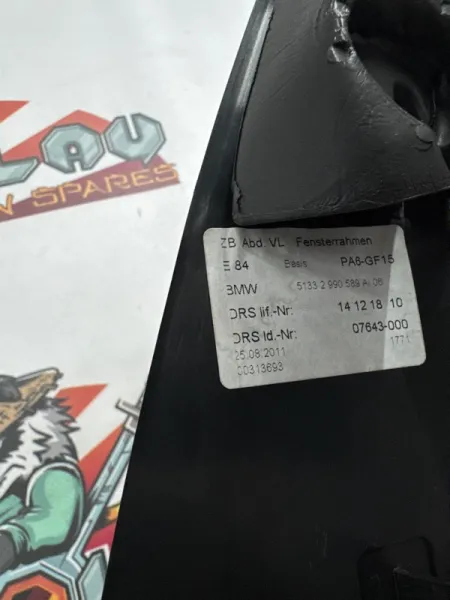 LAU
N SPARES
ZB Abd. VL Fensterrahmen
E 84 Basis PA6-GF15
BMW 5133 2 990 589 AI 06
DRS lif.-Nr: 14 12 18 10
DRS Id.-Nr: 07643-000
25.08.2011 1771
00313693